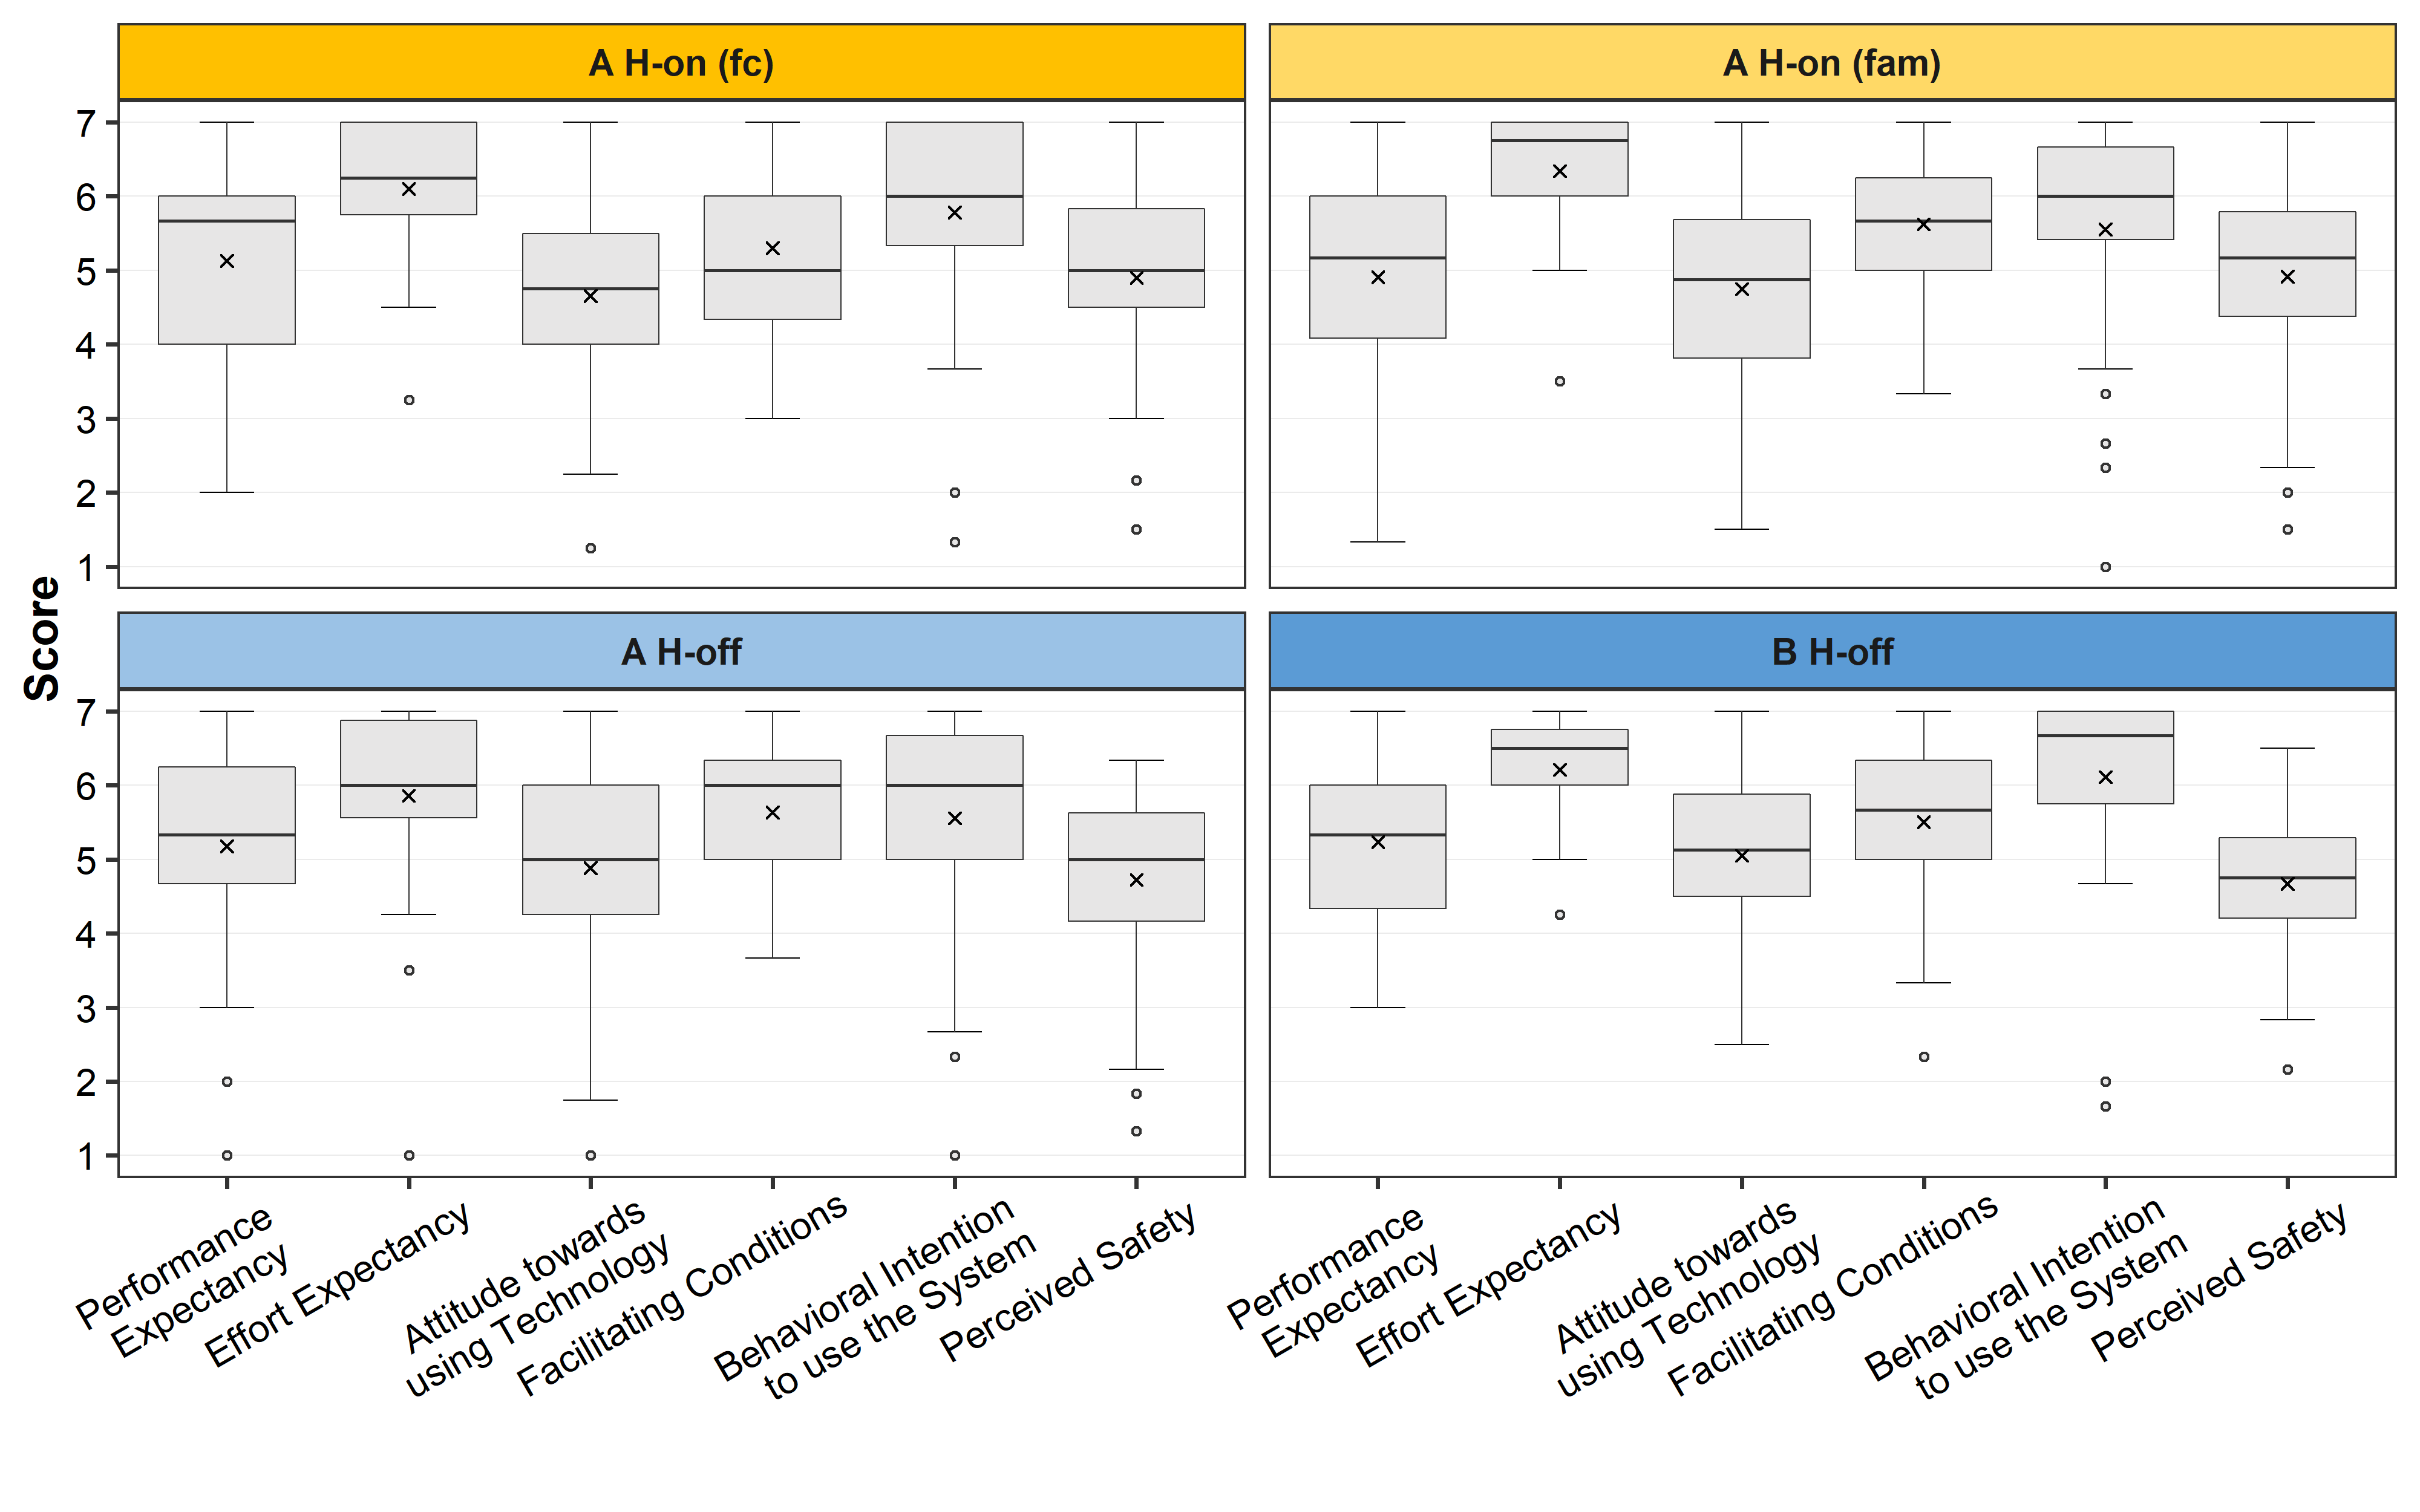 A H-on (fc)
A H-on (fam)
7
6
5
4
3
2
1
Score
A H-off
B H-off
7
6
5
4
3
2
1
Performance
Expectancy
Effort Expectancy
Attitude towards
using Technology
Facilitating Conditions
Behavioral Intention
to use the System
Perceived Safety
Performance
Expectancy
Effort Expectancy
Attitude towards
using Technology
Facilitating Conditions
Behavioral Intention
to use the System
Perceived Safety